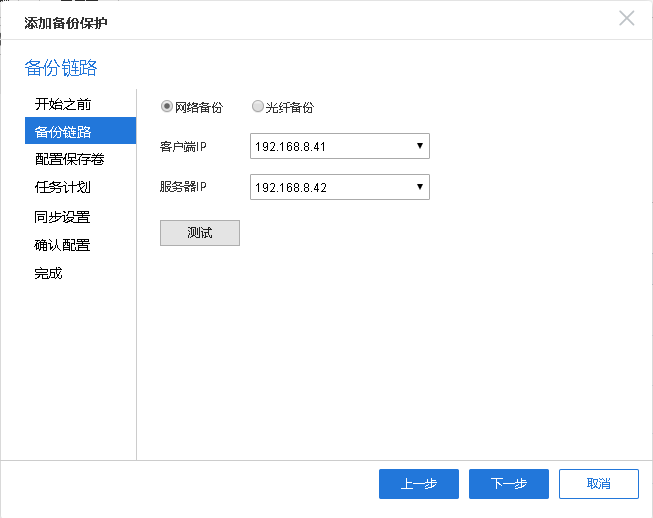 添加备份保护
备份链路
开始之前
备份链路
配置保存卷
任务计划
同步设置
确认配置
完成
网络备份 光纤备份
客户端IP 192.168.8.41
服务器IP 192.168.8.42
测试
上一步 下一步 取消